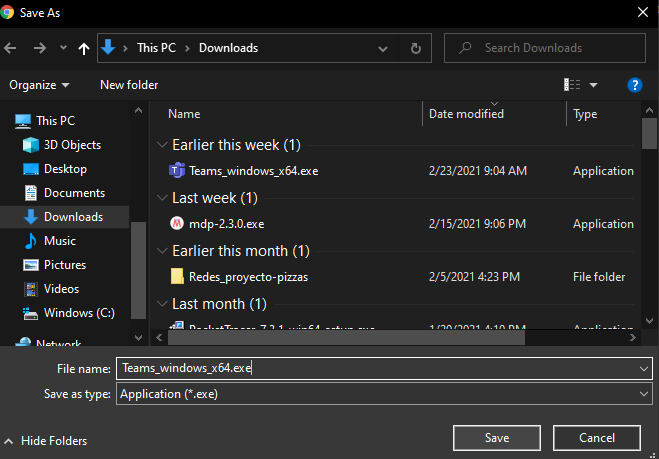 Save As
This PC
Downloads
Search Downloads
Organize
New folder
This PC
3D Objects
Desktop
Documents
Downloads
Music
Pictures
Videos
Windows (C:)
Network
Name
Date modified
Type
Earlier this week (1)
Teams_windows_x64.exe
2/23/2021 9:04 AM
Application
Last week (1)
mdp-2.3.0.exe
2/15/2021 9:06 PM
Application
Earlier this month (1)
Redes_proyecto-pizzas
2/5/2021 4:23 PM
File folder
Last month (1)
Application
File name:
Teams_windows_x64.exe
Save as type:
Application (*.exe)
Hide Folders
Save
Cancel